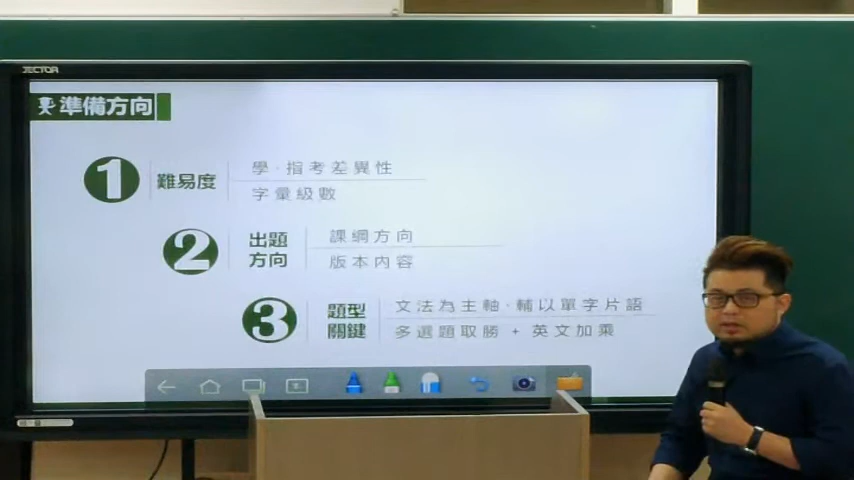 VECTOR
準備方向
1 難易度
學·指考差異性
字量級數
2 出題方向
課綱方向
版本內容
3 題型關鍵
文法為主軸·輔以單字片語
多選題取勝 + 英文加乘